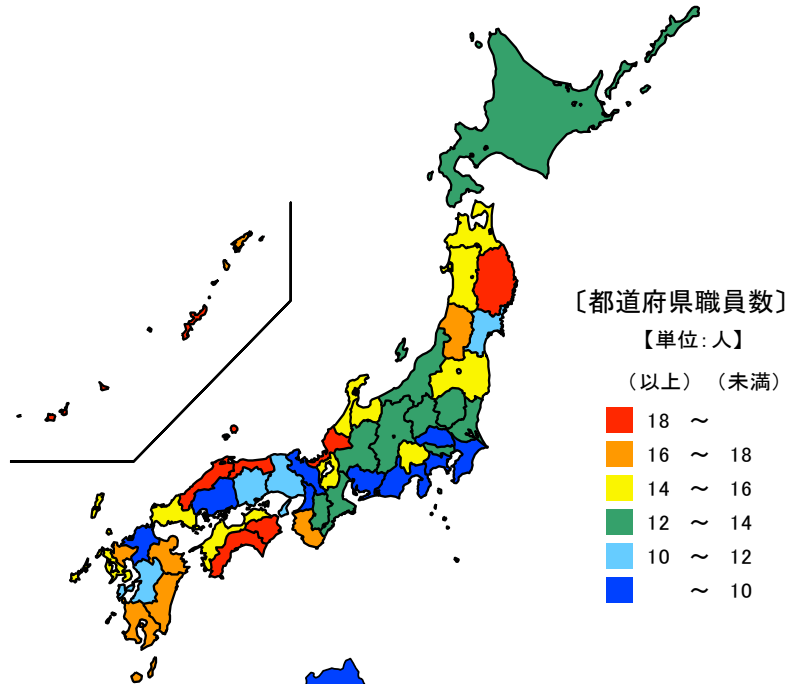 〔都道府県職員数〕
【単位：人】
（以上）（未満）
18 ～
16 ～ 18
14 ～ 16
12 ～ 14
10 ～ 12
～ 10